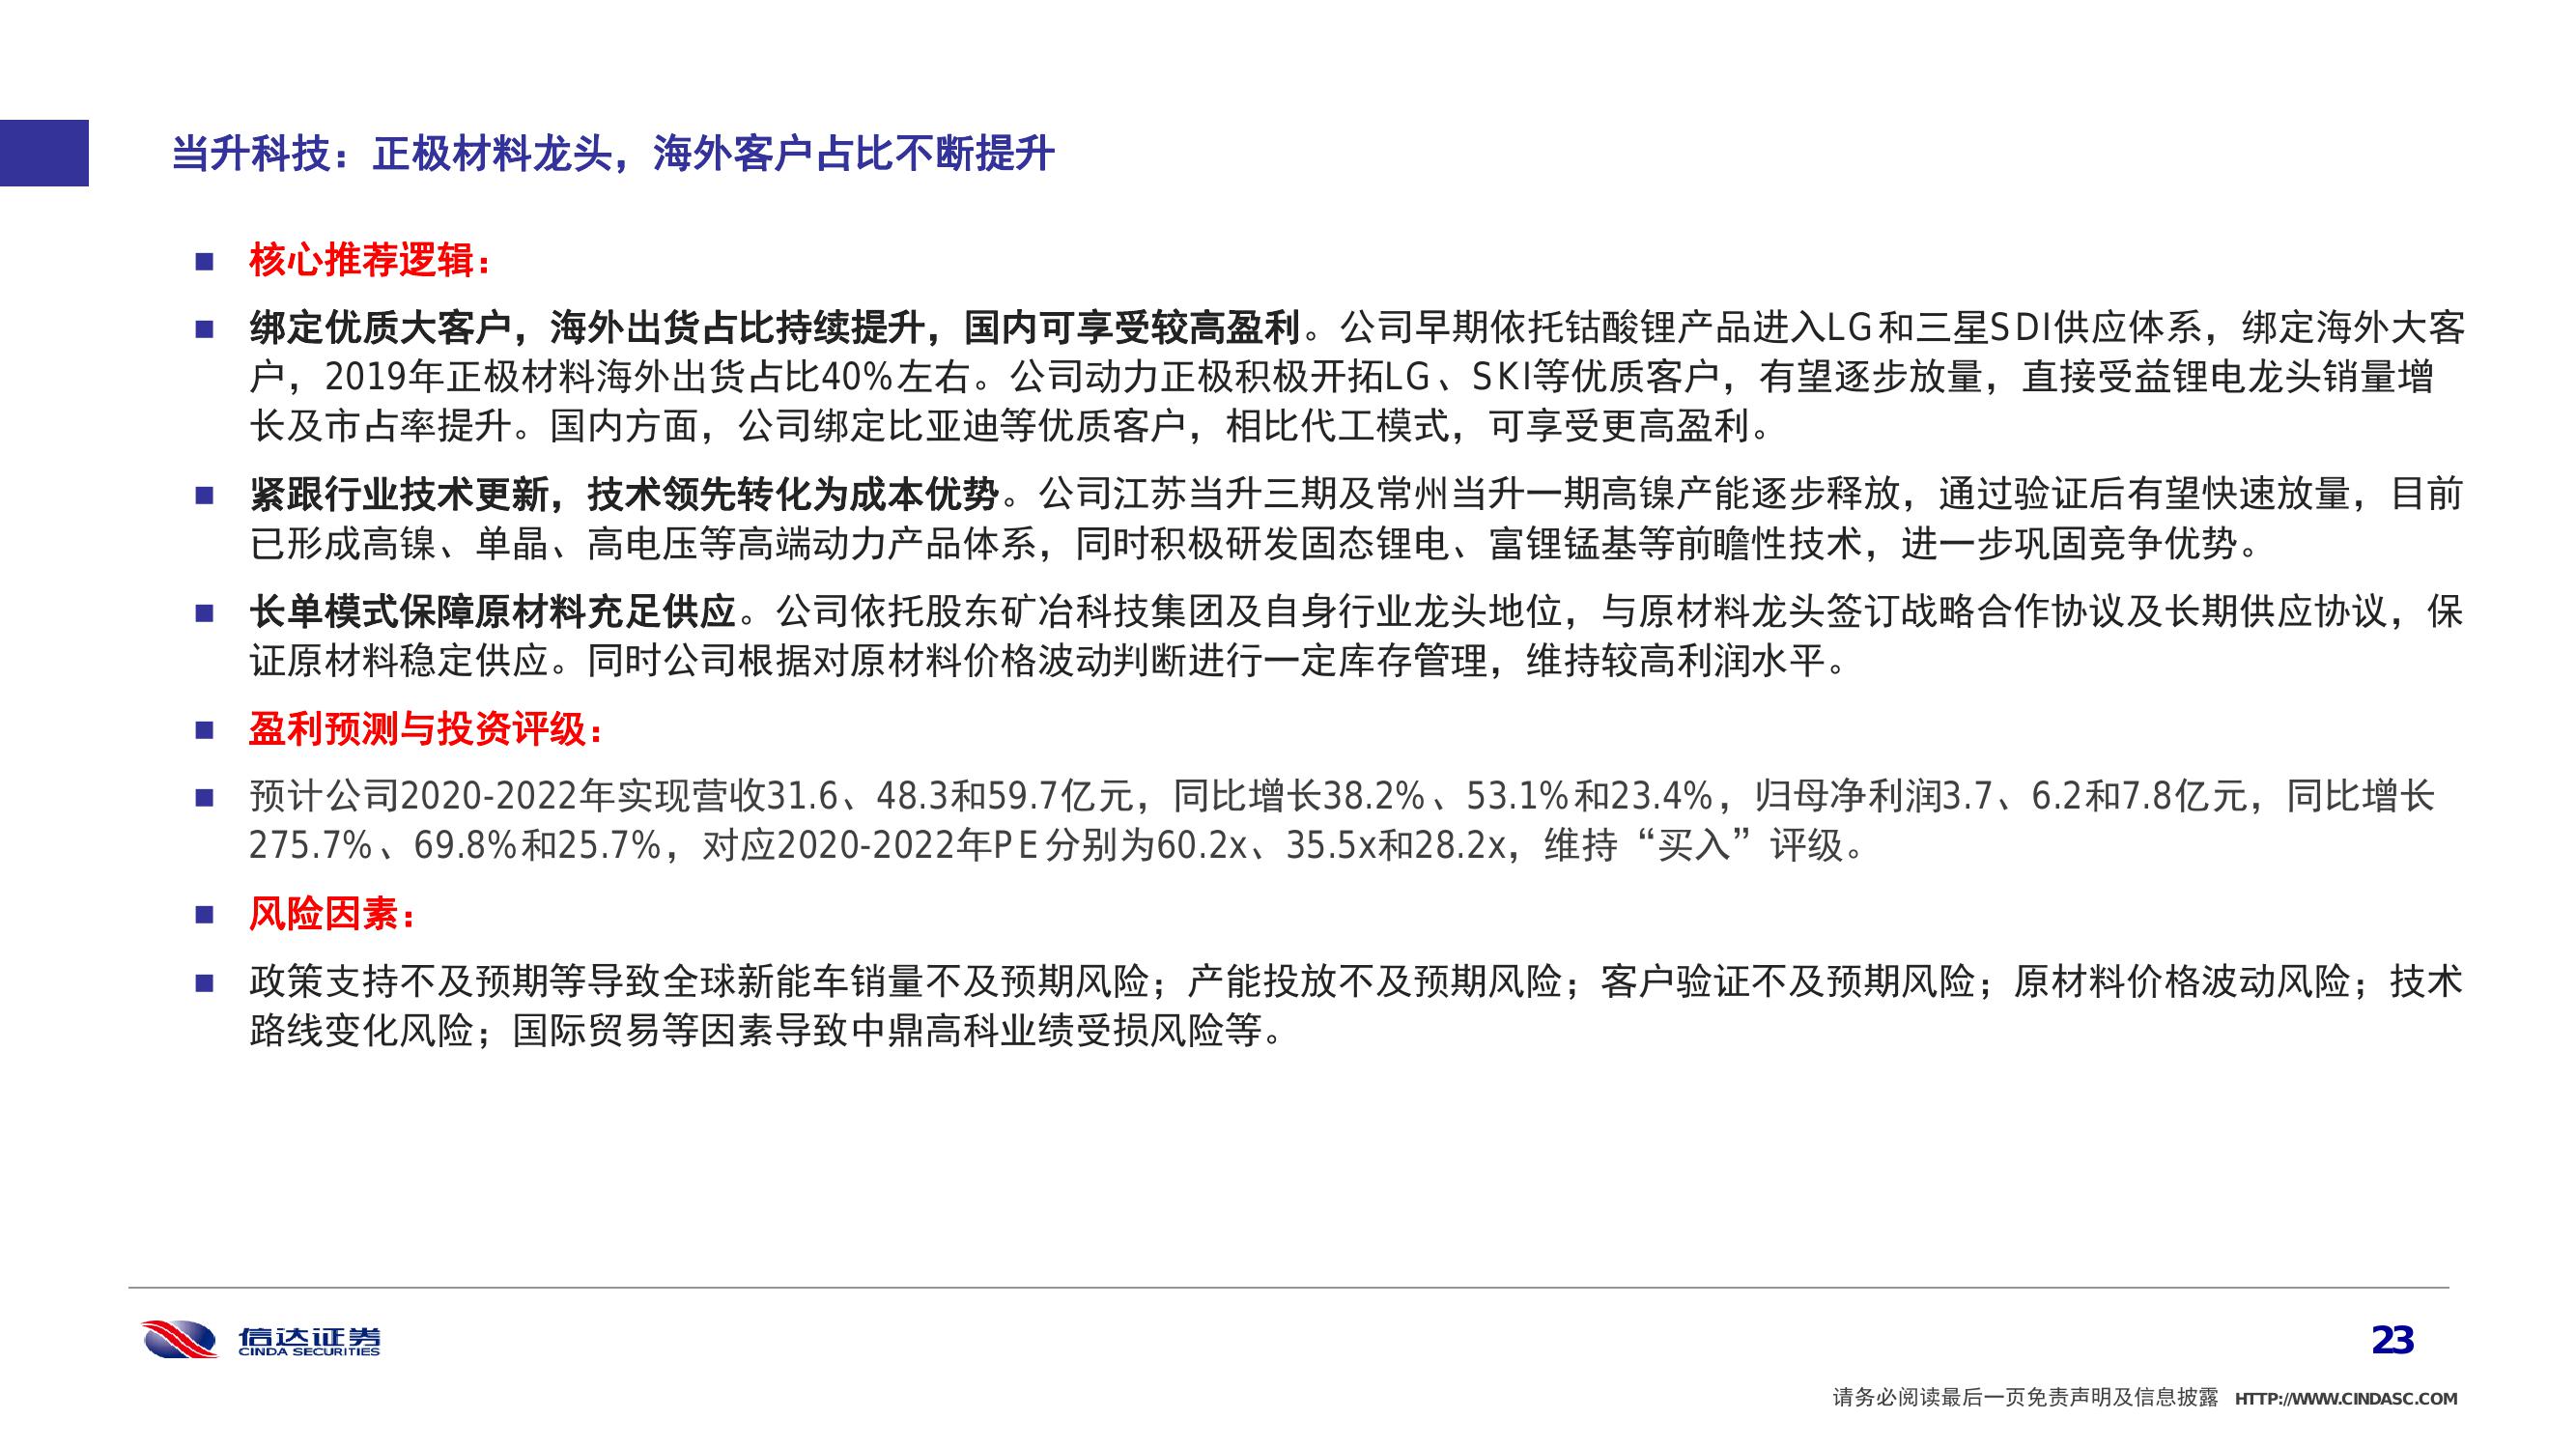 当升科技：正极材料龙头，海外客户占比不断提升
核心推荐逻辑：
绑定优质大客户，海外出货占比持续提升，国内可享受较高盈利。公司早期依托钴酸锂产品进入LG和三星SDI供应体系，绑定海外大客
户，2019年正极材料海外出货占比40%左右。公司动力正极积极开拓LG、SKI等优质客户，有望逐步放量，直接受益锂电龙头销量增
长及市占率提升。国内方面，公司绑定比亚迪等优质客户，相比代工模式，可享受更高盈利。
紧跟行业技术更新，技术领先转化为成本优势。公司江苏当升三期及常州当升一期高镍产能逐步释放，通过验证后有望快速放量，目前
已形成高镍、单晶、高电压等高端动力产品体系，同时积极研发固态锂电、富锂锰基等前瞻性技术，进一步巩固竞争优势。
长单模式保障原材料充足供应。公司依托股东矿冶科技集团及自身行业龙头地位，与原材料龙头签订战略合作协议及长期供应协议，保
证原材料稳定供应。同时公司根据对原材料价格波动判断进行一定库存管理，维持较高利润水平。
盈利预测与投资评级：
预计公司2020-2022年实现营收31.6、48.3和59.7亿元，同比增长38.2%、53.1%和23.4%，归母净利润3.7、6.2和7.8亿元，同比增长
275.7%、69.8%和25.7%，对应2020-2022年PE分别为60.2x、35.5x和28.2x，维持“买入”评级。
风险因素：
政策支持不及预期等导致全球新能车销量不及预期风险；产能投放不及预期风险；客户验证不及预期风险；原材料价格波动风险；技术
路线变化风险；国际贸易等因素导致中鼎高科业绩受损风险等。
信达证券
CINDA SECURITIES
23
请务必阅读最后一页免责声明及信息披露 HTTP://WWW.CINDASC.COM